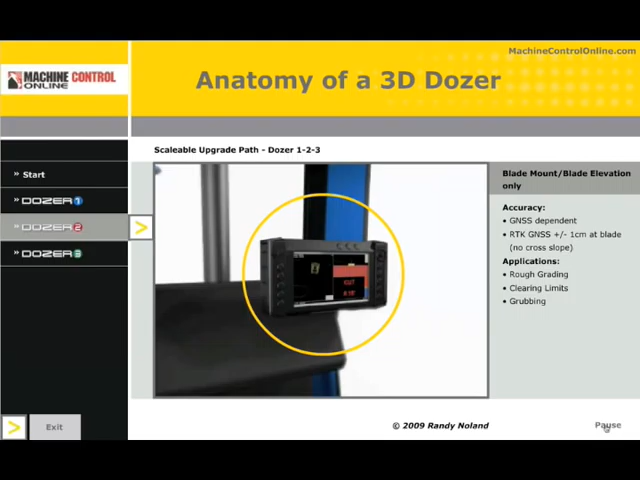 MachineControlOnline.com
MACHINE CONTROL
ONLINE
Anatomy of a 3D Dozer
Scaleable Upgrade Path - Dozer 1-2-3
» Start
» DOZER 1
» DOZER 2
» DOZER 3
Blade Mount/Blade Elevation
only
Accuracy:
• GNSS dependent
• RTK GNSS +/- 1cm at blade
(no cross slope)
Applications:
• Rough Grading
• Clearing Limits
• Grubbing
CUT
> Exit
© 2009 Randy Noland
Pause